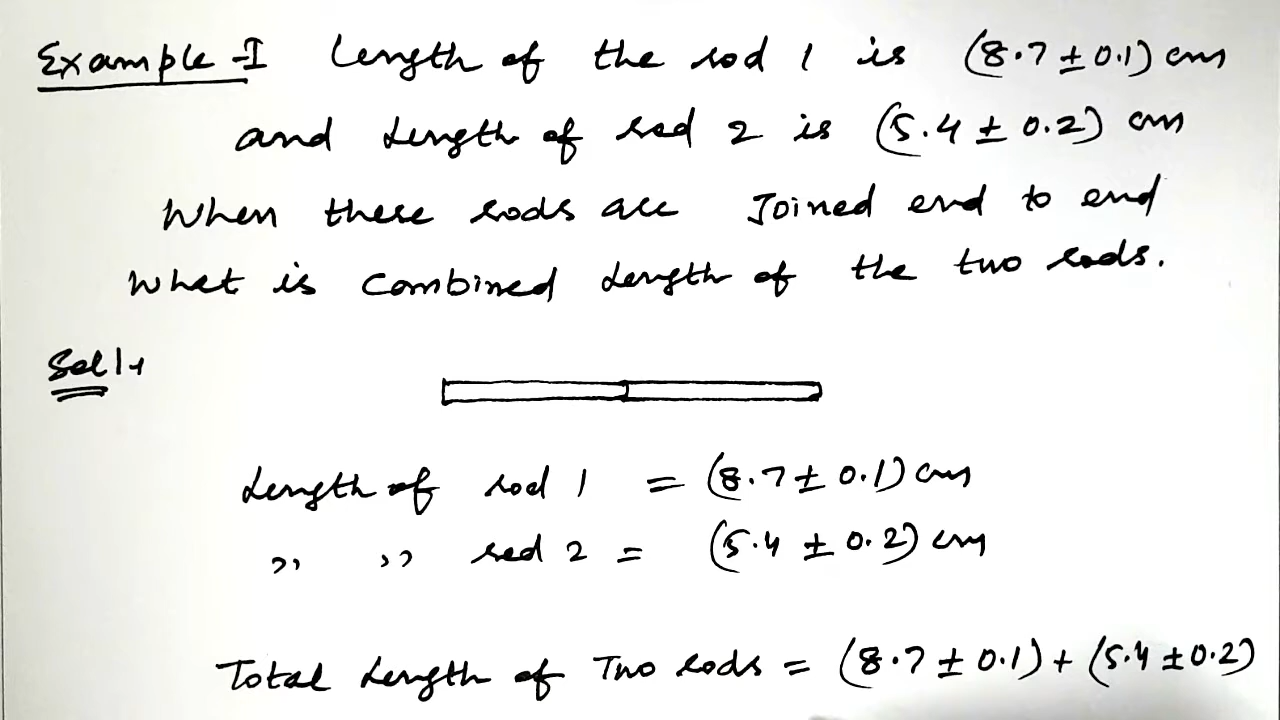 Example-1 Length of the rod 1 is (8.7 ± 0.1) cm
and Length of rod 2 is (5.4 ± 0.2) cm
When these rods are Joined end to end
What is combined Length of the two rods.
Sol1+
Length of rod 1 = (8.7 ± 0.1) cm
,, ,, rod 2 = (5.4 ± 0.2) cm
Total Length of Two rods = (8.7 ± 0.1) + (5.4 ± 0.2)